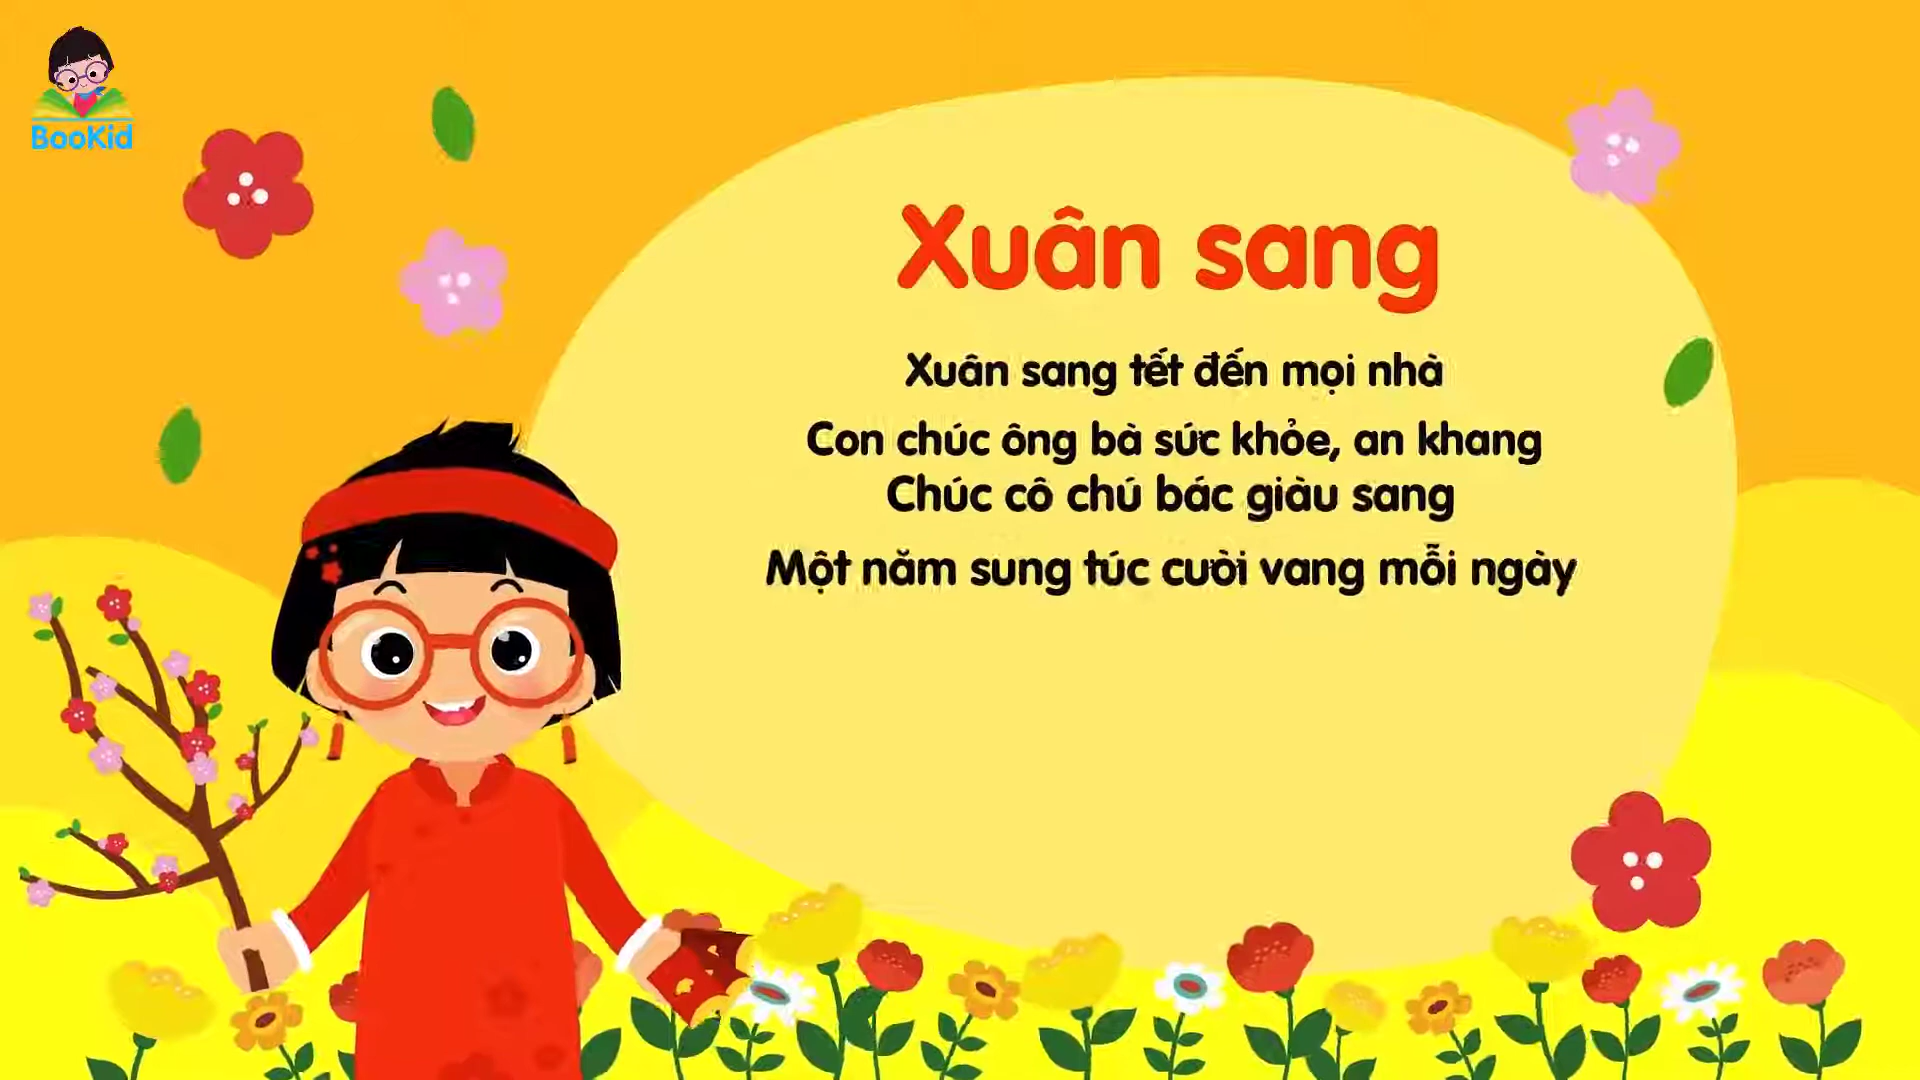 BooKid
Xuân sang
Xuân sang tết đến mọi nhà
Con chúc ông bà sức khỏe, an khang
Chúc cô chú bác giàu sang
Một năm sung túc cười vang mỗi ngày